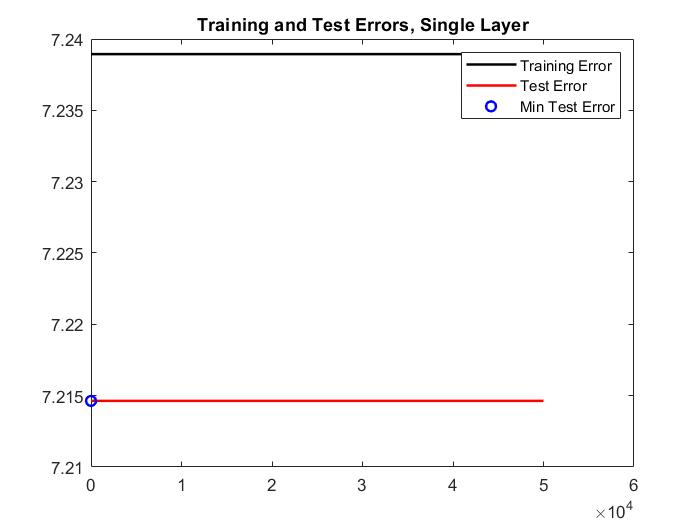 Training and Test Errors, Single Layer
7.24
7.235
7.23
7.225
7.22
7.215
7.21
Training Error
Test Error
Min Test Error
0 1 2 3 4 5 6
×10⁴